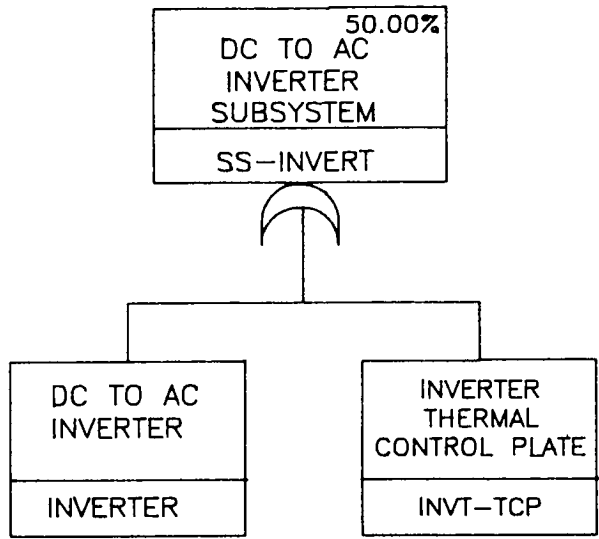 50.00%
DC TO AC
INVERTER
SUBSYSTEM
SS-INVERT
DC TO AC
INVERTER
INVERTER
INVERTER
THERMAL
CONTROL PLATE
INVT-TCP